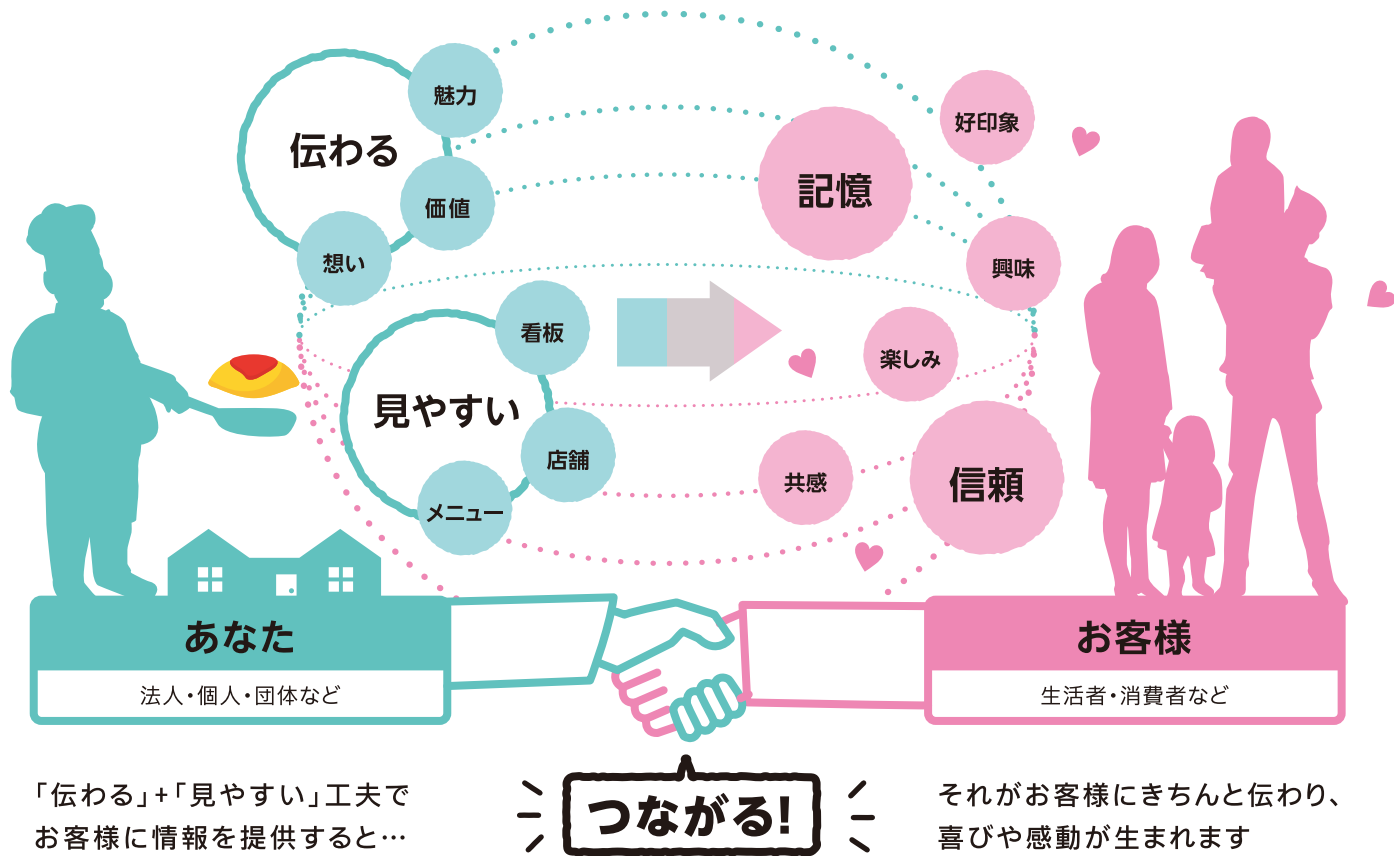 伝わる
魅力
価値
想い
見やすい
看板
店舗
メニュー
記憶
好印象
興味
楽しみ
共感
信頼
あなた
法人・個人・団体など
お客様
生活者・消費者など
「伝わる」+「見やすい」工夫で
お客様に情報を提供すると…
つながる!
それがお客様にきちんと伝わり、
喜びや感動が生まれます